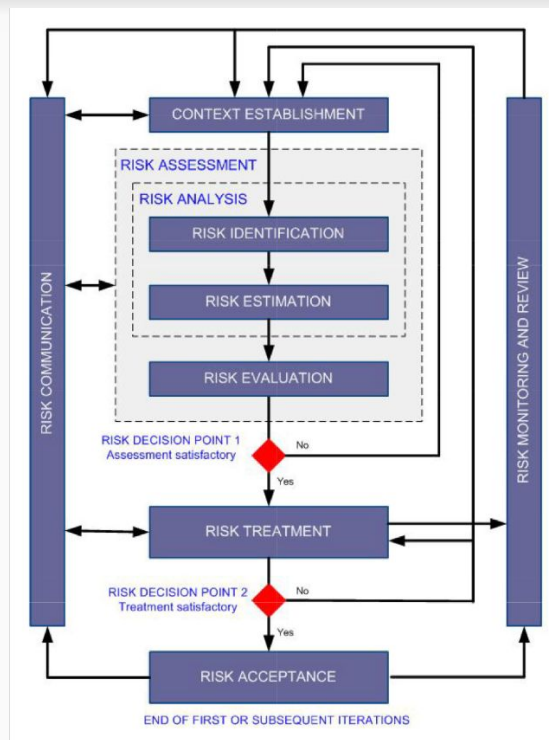 CONTEXT ESTABLISHMENT
RISK ASSESSMENT
RISK ANALYSIS
RISK IDENTIFICATION
RISK ESTIMATION
RISK EVALUATION
RISK COMMUNICATION
RISK MONITORING AND REVIEW
RISK DECISION POINT 1
Assessment satisfactory
No
Yes
RISK TREATMENT
RISK DECISION POINT 2
Treatment satisfactory
No
Yes
RISK ACCEPTANCE
END OF FIRST OR SUBSEQUENT ITERATIONS